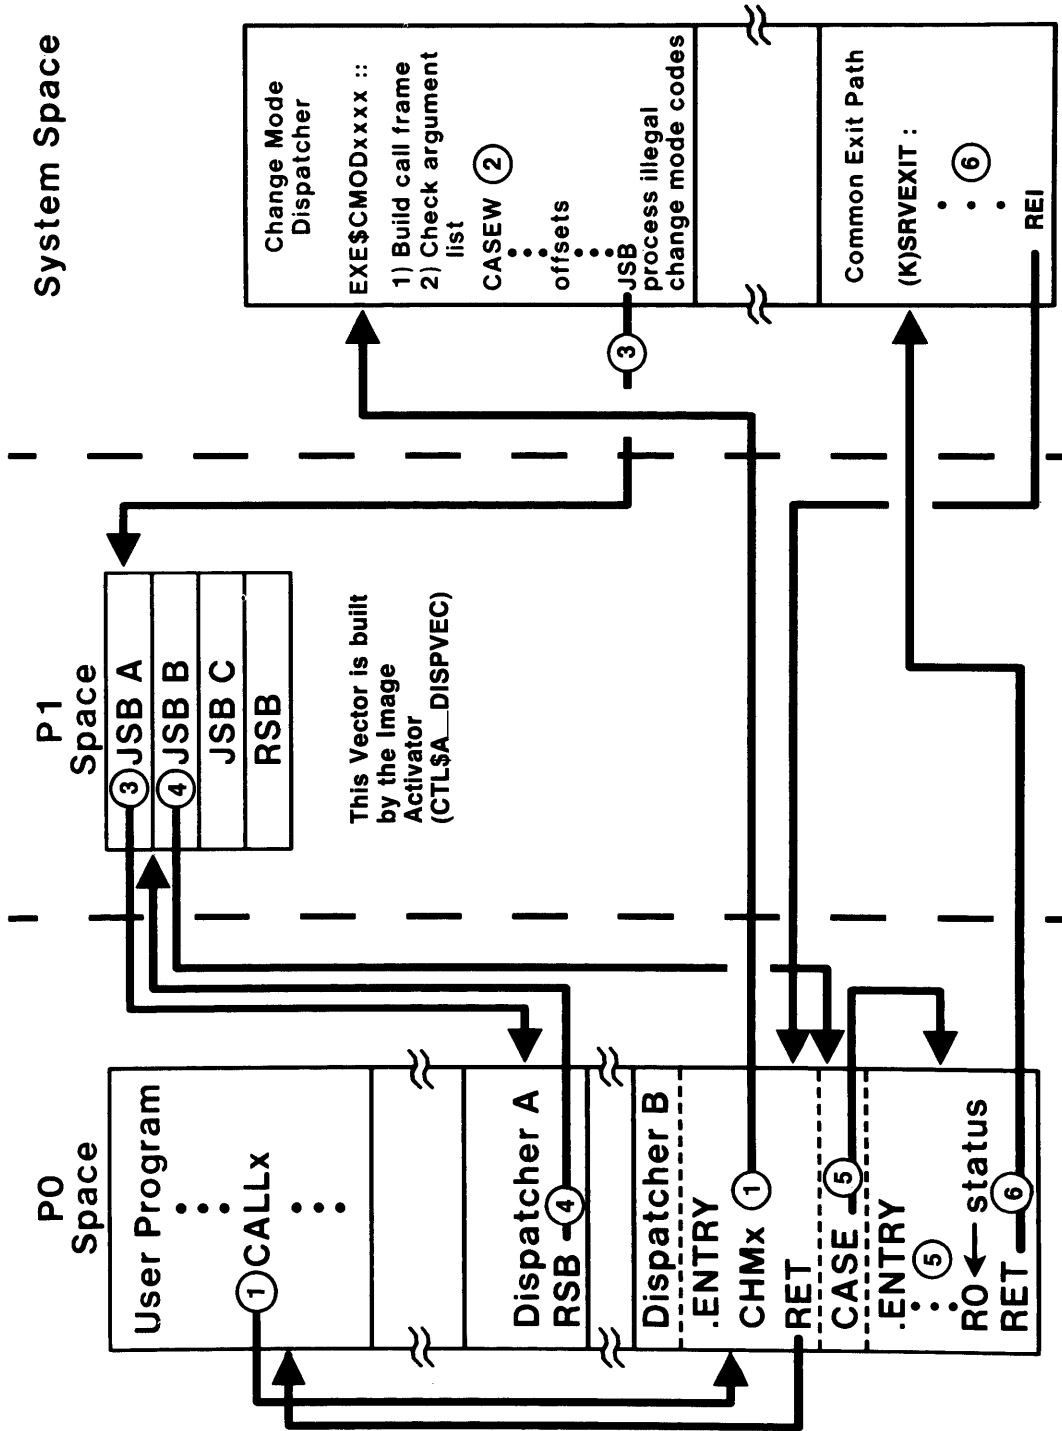 P0
Space
User Program
① CALLx
Dispatcher A
RSB ④
Dispatcher B
.ENTRY
CHMx ①
RET
CASE ⑤
.ENTRY
⑤
RO ← status
RET ⑥
P1
Space
③ JSB A
④ JSB B
JSB C
RSB
This Vector is built
by the Image
Activator
(CTL$A_DISPVEC)
System Space
Change Mode
Dispatcher
EXE$CMODxxxx ::
1) Build call frame
2) Check argument
list
CASEW ②
offsets
JSB
③
process illegal
change mode codes
Common Exit Path
(K)SRVEXIT :
⑥
REI